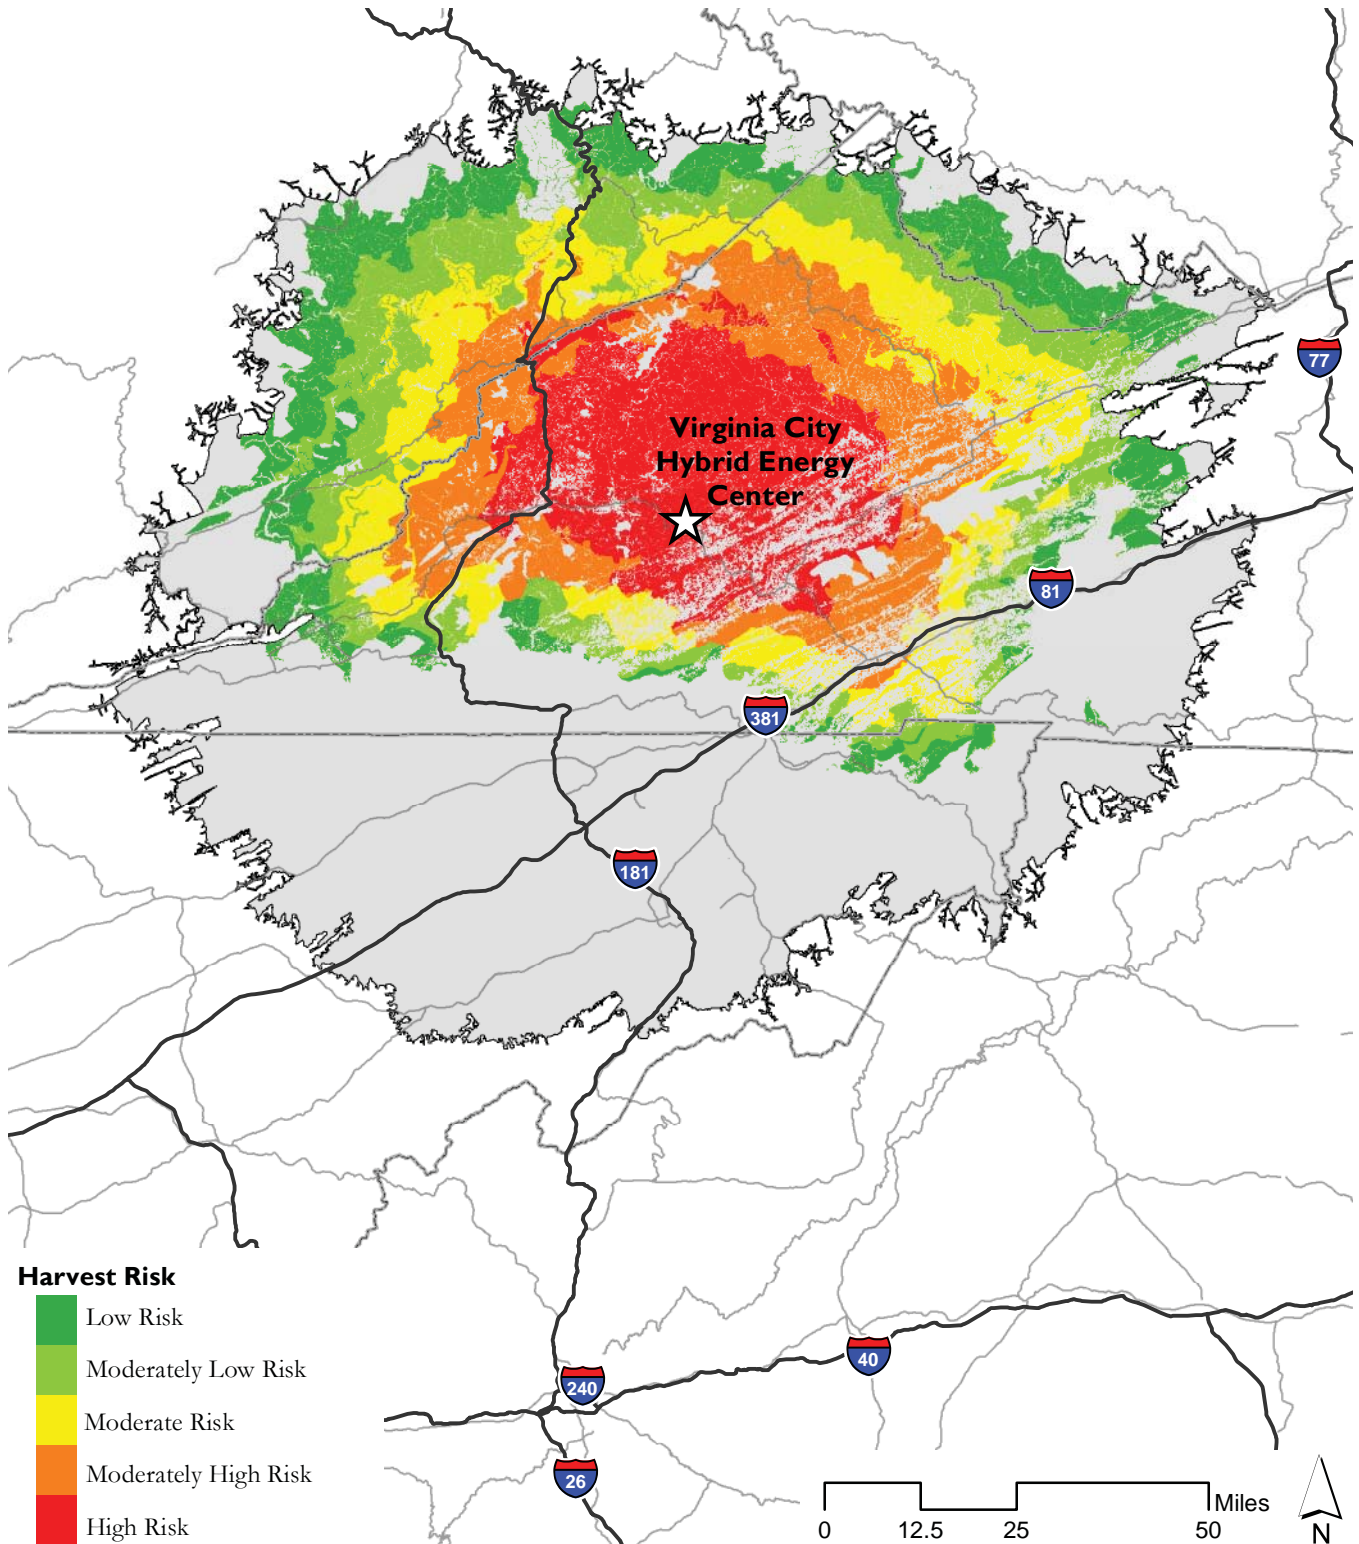 77
Virginia City
Hybrid Energy
Center
81
381
181
Harvest Risk
Low Risk
Moderately Low Risk
Moderate Risk
Moderately High Risk
High Risk
40
240
26
Miles
0 12.5 25 50
N